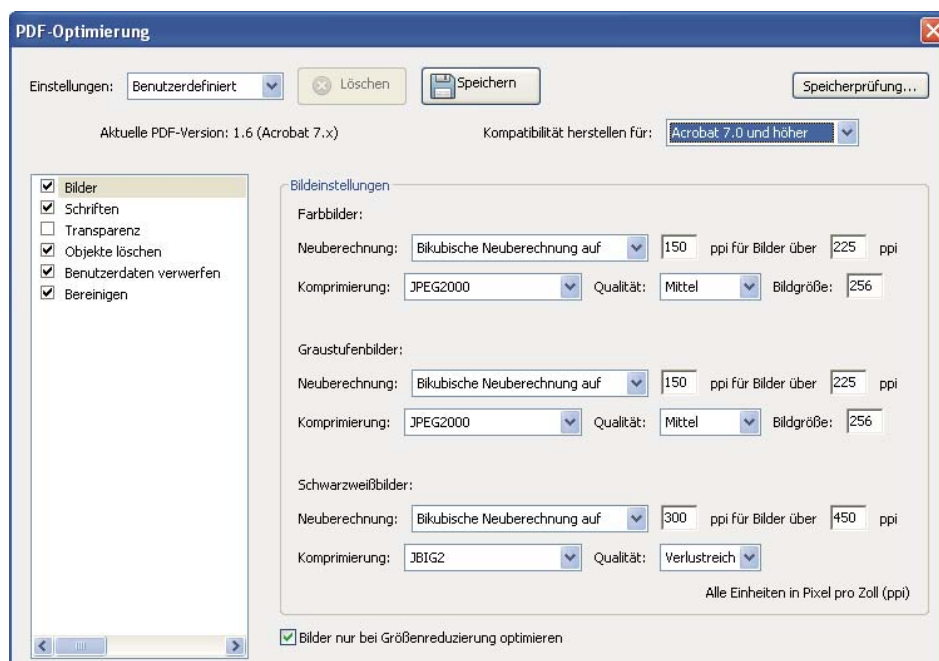 PDF-Optimierung
Einstellungen: Benutzerdefiniert Löschen Speichern Speicherprüfung...
Aktuelle PDF-Version: 1.6 (Acrobat 7.x) Kompatibilität herstellen für: Acrobat 7.0 und höher
Bilder
Schriften
Transparenz
Objekte löschen
Benutzerdaten verwerfen
Bereinigen
Bildeinstellungen
Farbbilder:
Neuberechnung: Bikubische Neuberechnung auf 150 ppi für Bilder über 225 ppi
Komprimierung: JPEG2000 Qualität: Mittel Bildgröße: 256
Graustufenbilder:
Neuberechnung: Bikubische Neuberechnung auf 150 ppi für Bilder über 225 ppi
Komprimierung: JPEG2000 Qualität: Mittel Bildgröße: 256
Schwarzweißbilder:
Neuberechnung: Bikubische Neuberechnung auf 300 ppi für Bilder über 450 ppi
Komprimierung: JBIG2 Qualität: Verlustreich
Alle Einheiten in Pixel pro Zoll (ppi)
Bilder nur bei Größenreduzierung optimieren